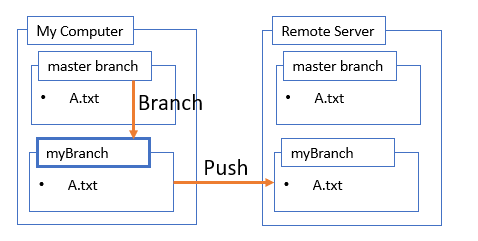 My Computer
master branch
• A.txt
Branch
myBranch
• A.txt
Push
Remote Server
master branch
• A.txt
myBranch
• A.txt